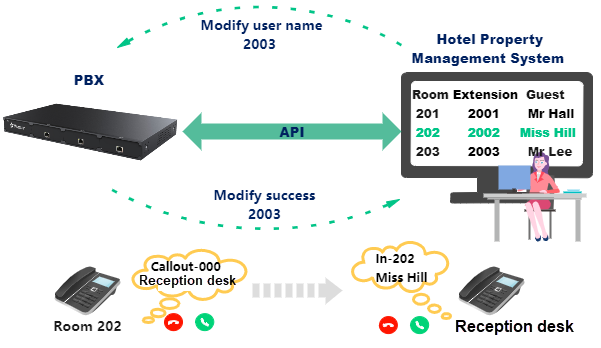 Modify user name
2003
Hotel Property
Management System
PBX
Room Extension Guest
201 2001 Mr Hall
API
202 2002 Miss Hill
203 2003 Mr Lee
Modify success
2003
Callout-000
Reception desk
In-202
Miss Hill
Room 202
Reception desk